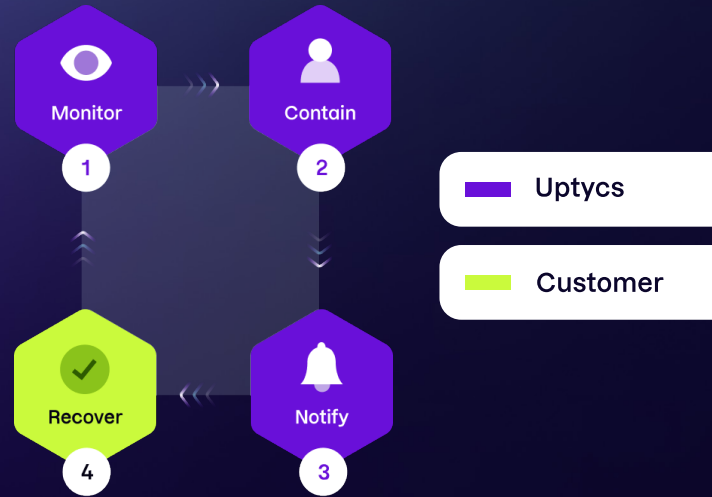 Monitor
1
Contain
2
Uptycs
Customer
Recover
4
Notify
3